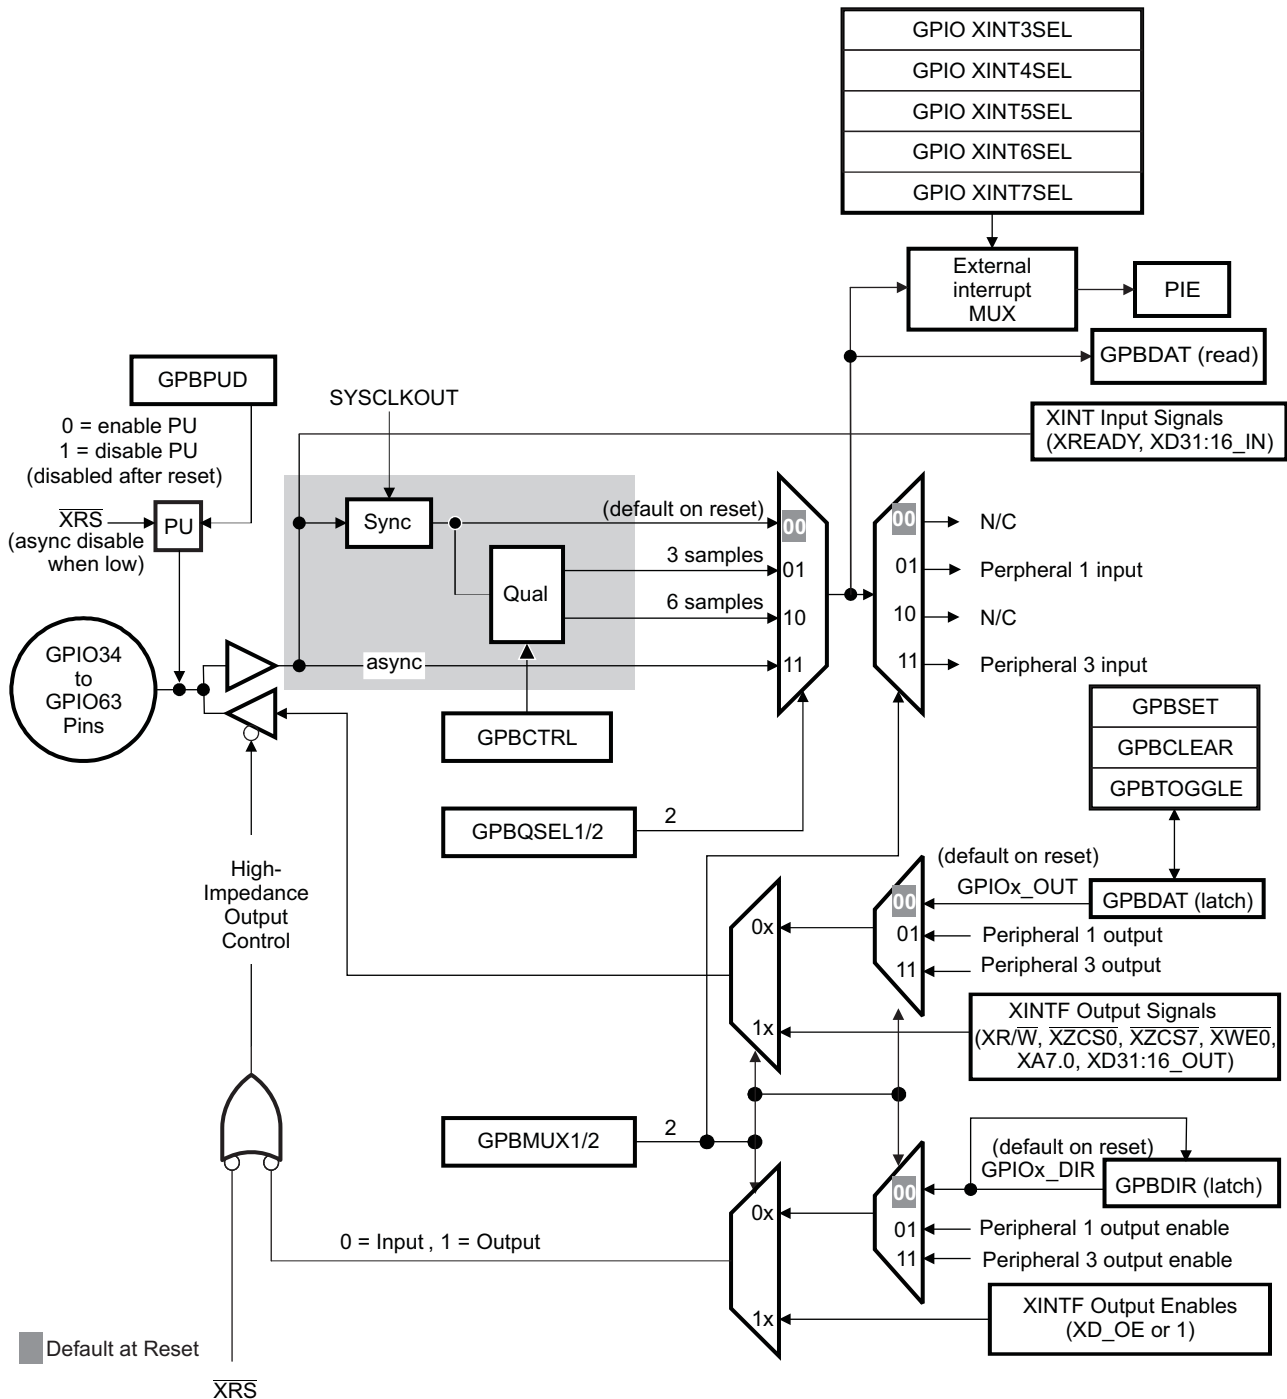 GPIO XINT3SEL
GPIO XINT4SEL
GPIO XINT5SEL
GPIO XINT6SEL
GPIO XINT7SEL
External
interrupt
MUX
PIE
GPBDAT (read)
GPBPUD
0 = enable PU
1 = disable PU
(disabled after reset)
SYSCLKOUT
XINT Input Signals
(XREADY, XD31:16_IN)
XRS
(async disable
when low)
PU
Sync
Qual
(default on reset)
3 samples
6 samples
async
00
01
10
11
00
01
10
11
N/C
Perpheral 1 input
N/C
Peripheral 3 input
GPIO34
to
GPIO63
Pins
GPBCTRL
GPBQSEL1/2
2
GPBSET
GPBCLEAR
GPBTOGGLE
High-
Impedance
Output
Control
(default on reset)
GPIOx_OUT
GPBDAT (latch)
0x
1x
00
01
11
Peripheral 1 output
Peripheral 3 output
XINTF Output Signals
(XR/W, XZCS0, XZCS7, XWE0,
XA7.0, XD31:16_OUT)
GPBMUX1/2
2
(default on reset)
GPIOx_DIR
GPBDIR (latch)
0x
1x
00
01
11
Peripheral 1 output enable
Peripheral 3 output enable
0 = Input , 1 = Output
XINTF Output Enables
(XD_OE or 1)
Default at Reset
XRS